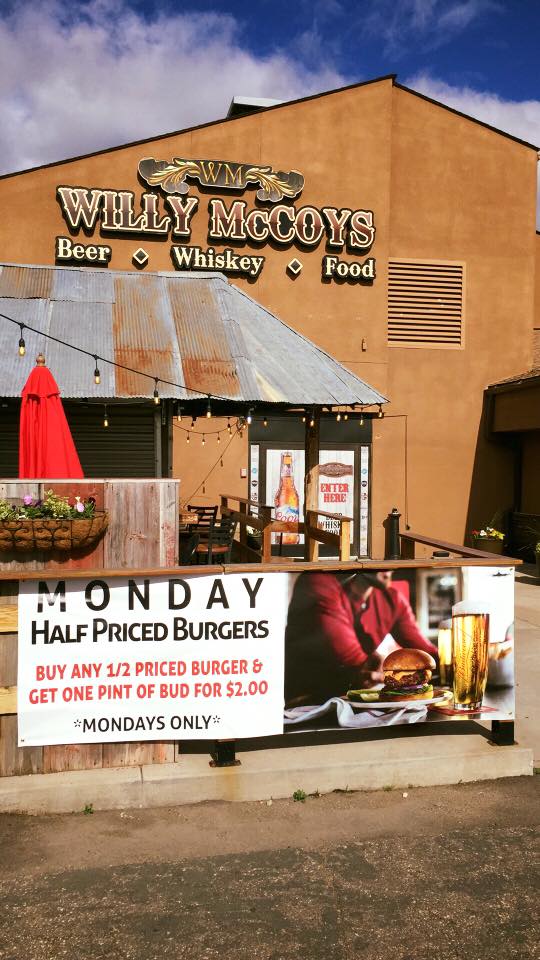 WM
WILLY McCOYS
Beer ◇ Whiskey ◇ Food
ENTER
HERE
MONDAY
HALF PRICED BURGERS
BUY ANY 1/2 PRICED BURGER &
GET ONE PINT OF BUD FOR $2.00
*MONDAYS ONLY*